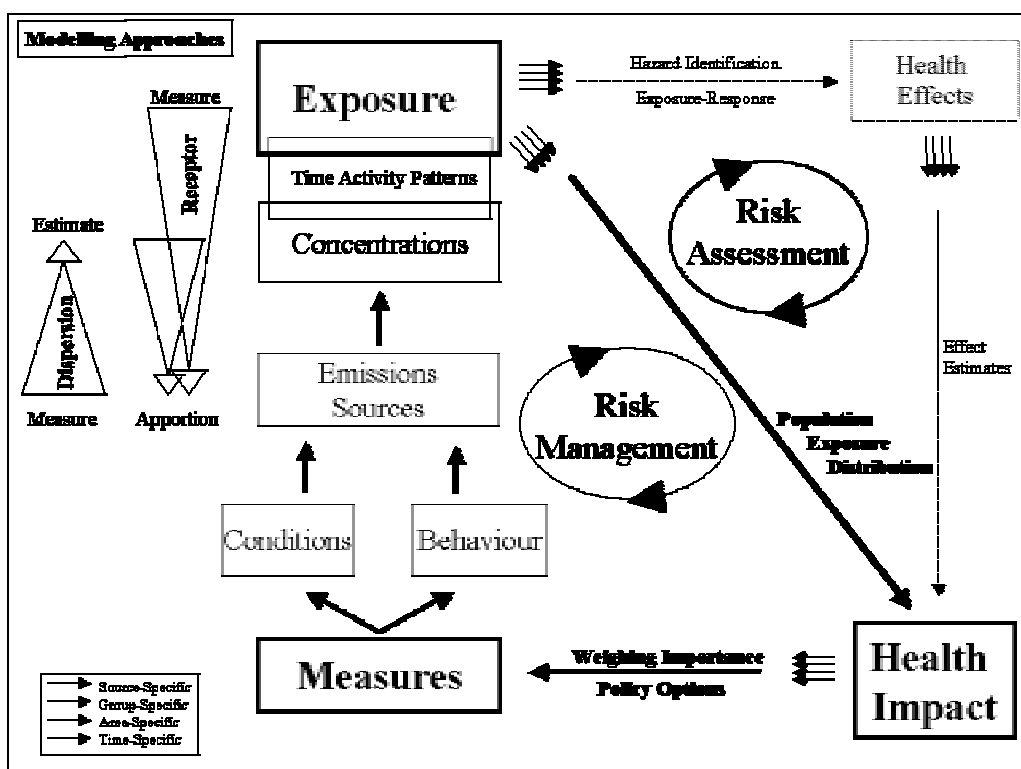 Modelling Approaches
Exposure
Hazard Identification
Exposure-Response
Health
Effects
Measure
Receptor
Time Activity Patterns
Concentrations
Estimate
Dispersion
Measure
Apportion
Risk
Assessment
Emissions
Sources
Risk
Management
Effect
Estimates
Population
Exposure
Distribution
Conditions
Behaviour
Measures
Weighing Importance
Policy Options
Health
Impact
Source-Specific
Group-Specific
Area-Specific
Time-Specific